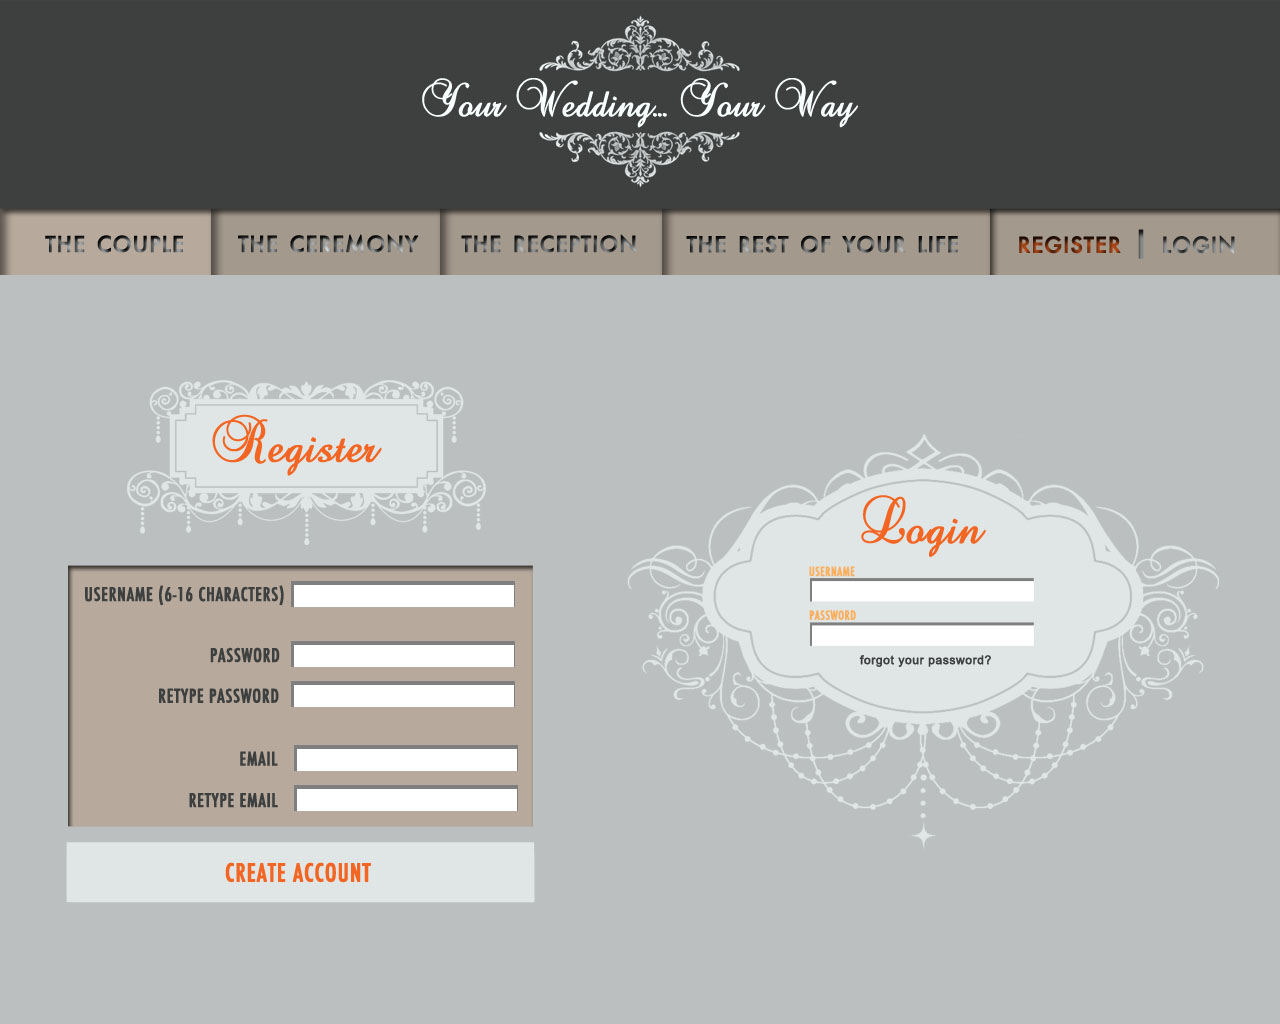 Your Wedding... Your Way
THE COUPLE THE CEREMONY THE RECEPTION THE REST OF YOUR LIFE REGISTER | LOGIN
Register
USERNAME (6-16 CHARACTERS)
PASSWORD
RETYPE PASSWORD
EMAIL
RETYPE EMAIL
CREATE ACCOUNT
Login
USERNAME
PASSWORD
forgot your password?